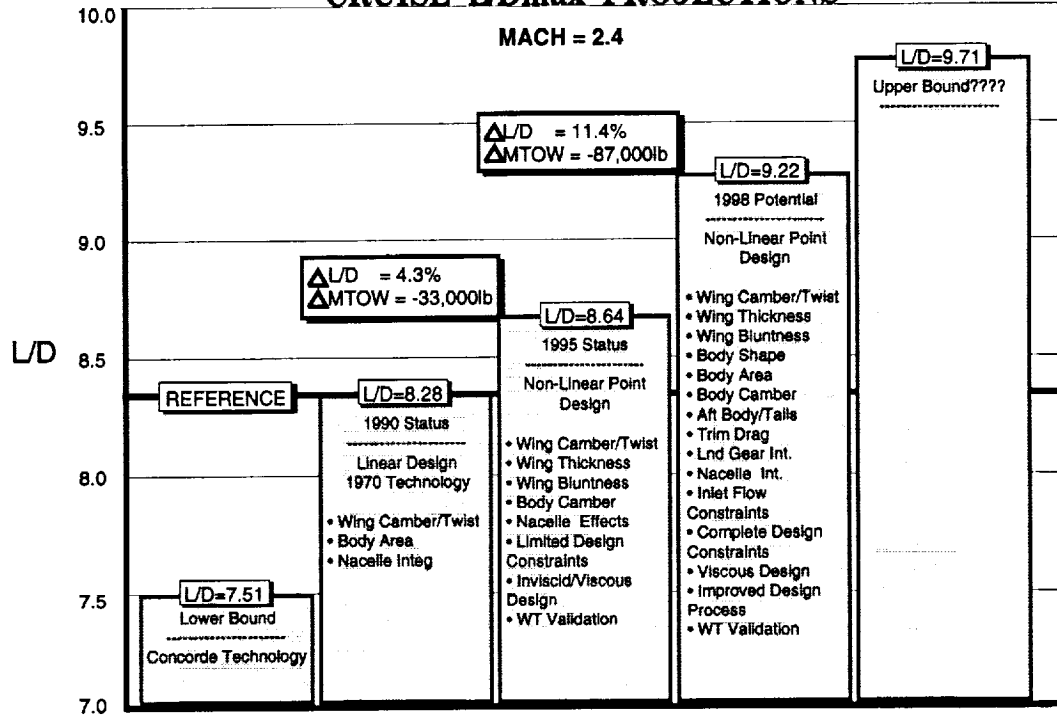 CRUISE L/Dmax PROJECTIONS
MACH = 2.4
10.0
9.5
9.0
8.5
8.0
7.5
7.0
L/D
REFERENCE
L/D=7.51
Lower Bound
Concorde Technology
L/D=8.28
1990 Status
Linear Design
1970 Technology
• Wing Camber/Twist
• Body Area
• Nacelle Integ
△L/D = 4.3%
△MTOW = -33,000lb
L/D=8.64
1995 Status
Non-Linear Point
Design
• Wing Camber/Twist
• Wing Thickness
• Wing Bluntness
• Body Camber
• Nacelle Effects
• Limited Design
Constraints
• Inviscid/Viscous
Design
• WT Validation
△L/D = 11.4%
△MTOW = -87,000lb
L/D=9.22
1998 Potential
Non-Linear Point
Design
• Wing Camber/Twist
• Wing Thickness
• Wing Bluntness
• Body Shape
• Body Area
• Body Camber
• Aft Body/Tails
• Trim Drag
• Lnd Gear Int.
• Nacelle Int.
• Inlet Flow
Constraints
• Complete Design
Constraints
• Viscous Design
• Improved Design
Process
• WT Validation
L/D=9.71
Upper Bound????